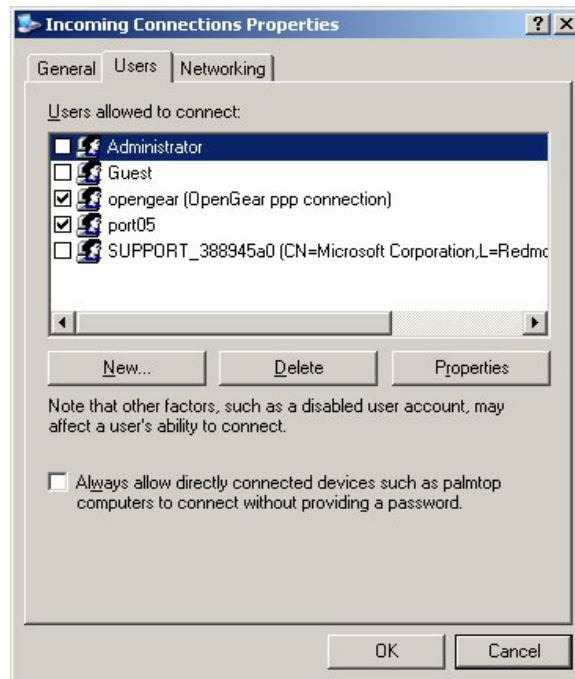 Incoming Connections Properties
General Users Networking
Users allowed to connect:
Administrator
Guest
opengear (OpenGear ppp connection)
port05
SUPPORT_388945a0 (CN=Microsoft Corporation,L=Redmo
New... Delete Properties
Note that other factors, such as a disabled user account, may
affect a user's ability to connect.
Always allow directly connected devices such as palmtop
computers to connect without providing a password.
OK Cancel